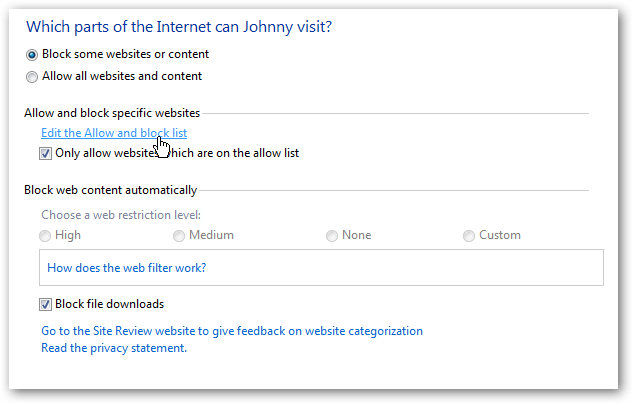 Which parts of the Internet can Johnny visit?
Block some websites or content
Allow all websites and content
Allow and block specific websites
Edit the Allow and block list
Only allow websites which are on the allow list
Block web content automatically
Choose a web restriction level:
High Medium None Custom
How does the web filter work?
Block file downloads
Go to the Site Review website to give feedback on website categorization
Read the privacy statement.